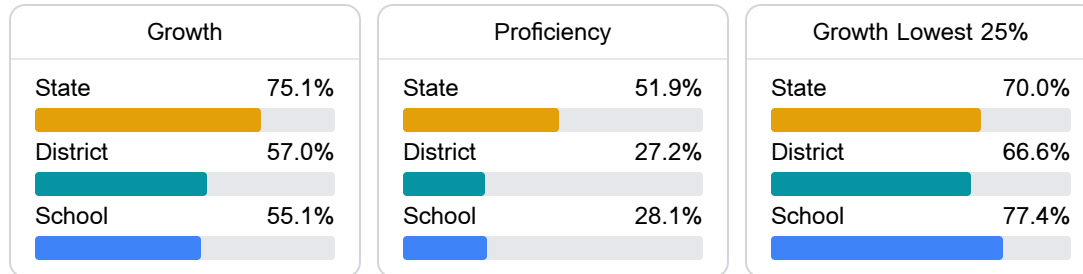 Growth
State 75.1%
District 57.0%
School 55.1%
Proficiency
State 51.9%
District 27.2%
School 28.1%
Growth Lowest 25%
State 70.0%
District 66.6%
School 77.4%